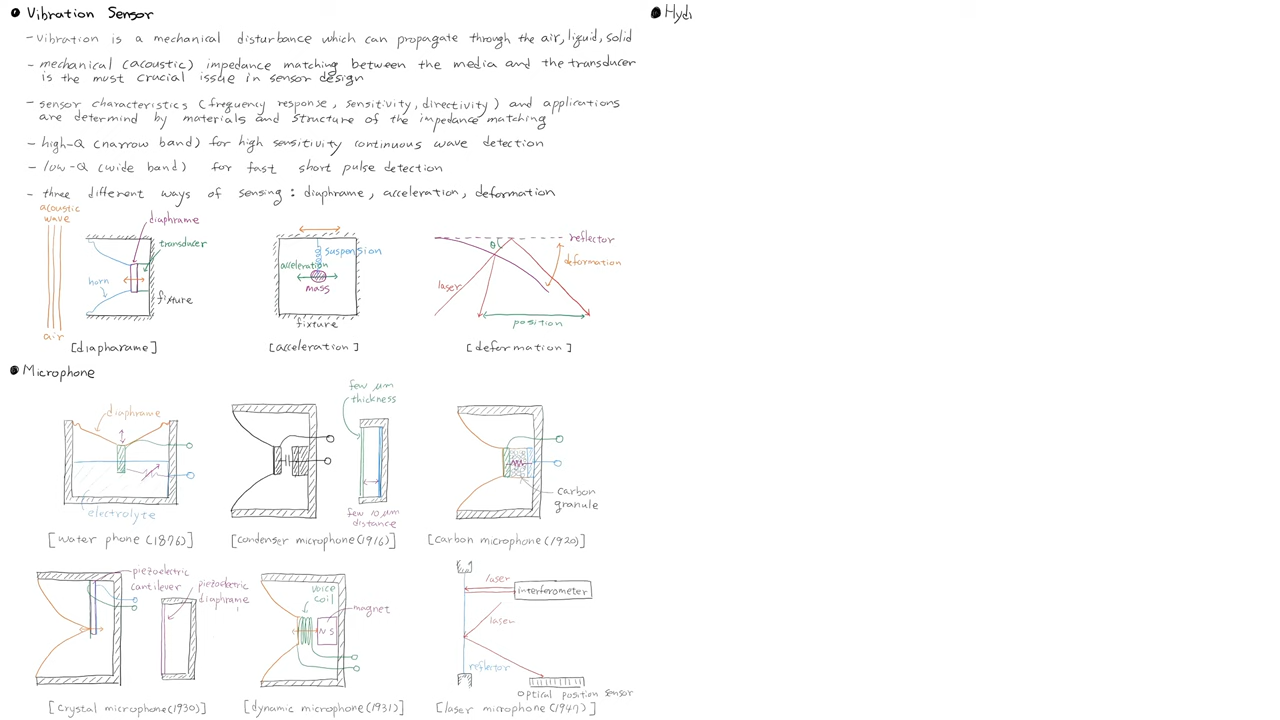 ● Vibration Sensor
- vibration is a mechanical disturbance which can propagate through the air, liquid, solid
- mechanical (acoustic) impedance matching between the media and the transducer
is the must crucial issue in sensor design
- sensor characteristics (frequency response, sensitivity, directivity) and applications
are determind by materials and structure of the impedance matching
- high-Q (narrow band) for high sensitivity continuous wave detection
- low-Q (wide band) for fast short pulse detection
- three different ways of sensing : diaphrame, acceleration, deformation
acoustic
wave
diaphrame
transducer
horn
fixture
air
[diapharame]
suspension
acceleration
mass
fixture
[acceleration]
θ
reflector
deformation
laser
position
[deformation]
● Microphone
diaphrame
electrolyte
[water phone (1876)]
few μm
thickness
few 10 μm
distance
[condenser microphone (1916)]
carbon
granule
[carbon microphone (1920)]
piezoelectric
cantilever
piezoelectric
diaphrame
[crystal microphone (1930)]
voice
coil
magnet
N S
[dynamic microphone (1931)]
laser
interferometer
laser
reflector
optical position sensor
[laser microphone (1947)]
● Hydi